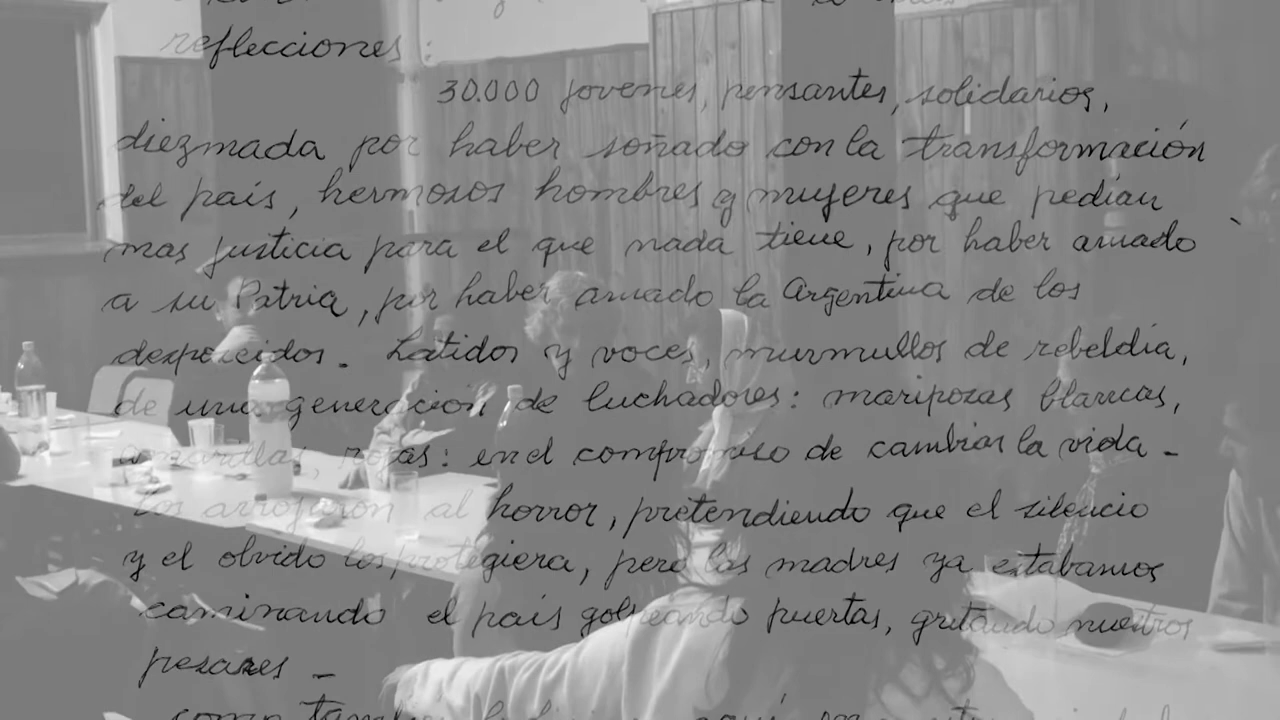 reflecciones:
30.000 jovenes, pensantes, solidarios,
diezmada por haber soñado con la transformación
del país, hermosos hombres y mujeres que pedían
mas justicia para el que nada tiene, por haber amado
a su Patria, por haber amado la Argentina de los
desposeidos. Latidos y voces, murmullos de rebeldía,
de una generación de luchadores: mariposas blancas,
amarillas, rojas: en el compromiso de cambiar la vida -
los arrojaron al horror, pretendiendo que el silencio
y el olvido los protegiera, pero las madres ya estabamos
caminando el país golpeando puertas, gritando nuestros
pesares -
como